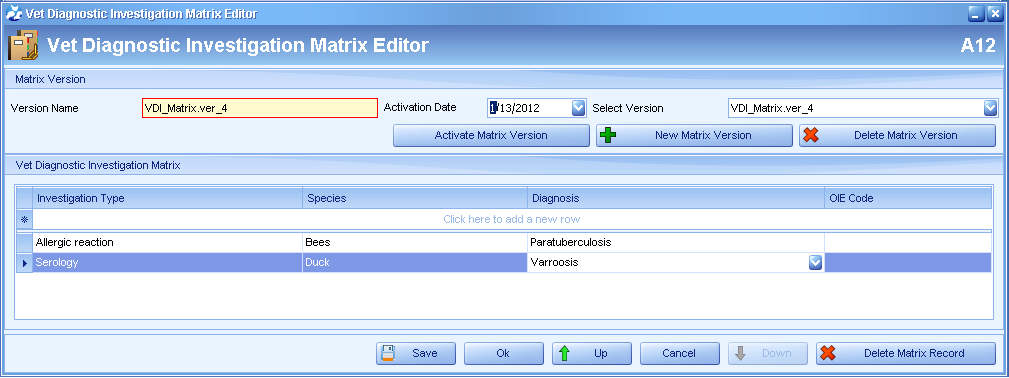 Vet Diagnostic Investigation Matrix Editor
Vet Diagnostic Investigation Matrix Editor A12
Matrix Version
Version Name VDI_Matrix.ver_4 Activation Date 1/13/2012 Select Version VDI_Matrix.ver_4
Activate Matrix Version New Matrix Version Delete Matrix Version
Vet Diagnostic Investigation Matrix
Investigation Type Species Diagnosis OIE Code
Click here to add a new row
Allergic reaction Bees Paratuberculosis
Serology Duck Varroosis
Save Ok Up Cancel Down Delete Matrix Record